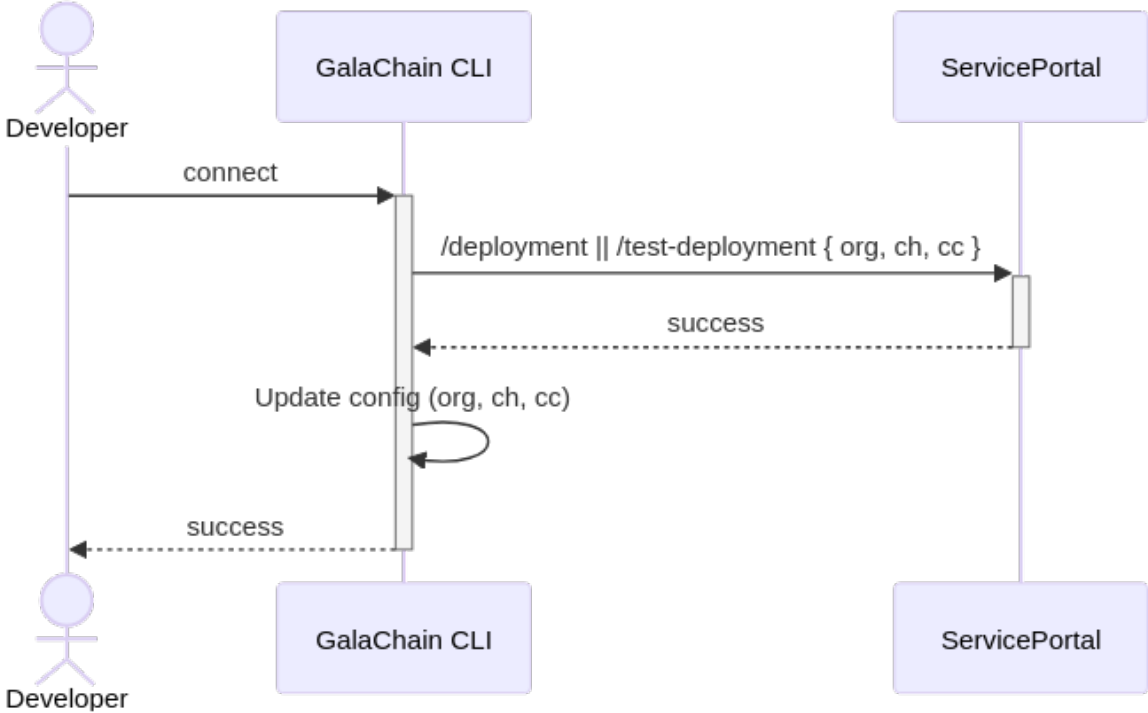 GalaChain CLI
ServicePortal
Developer
connect
/deployment || /test-deployment { org, ch, cc }
success
Update config (org, ch, cc)
success
GalaChain CLI
ServicePortal
Developer